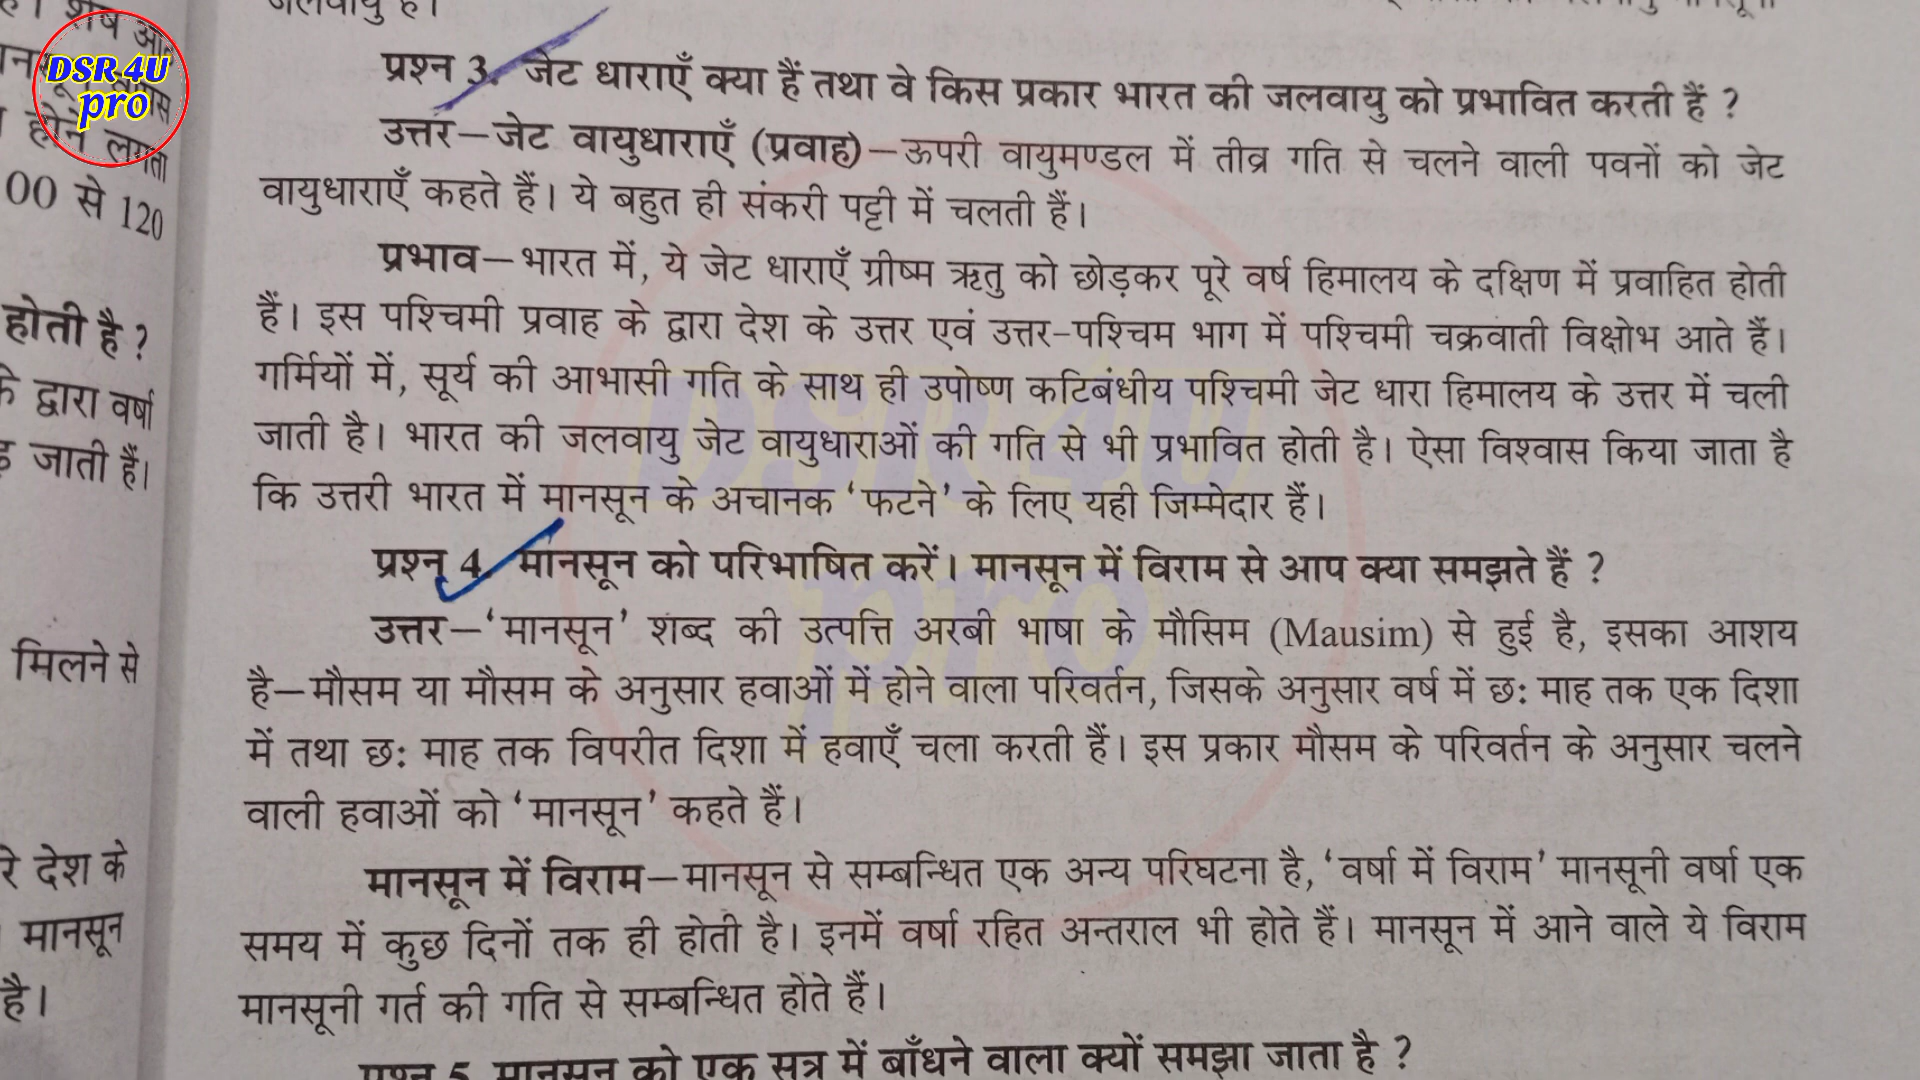 DSR 4U
pro
00 से 120
होती है ?
के द्वारा वर्षा
जाती हैं।
मिलने से
देश के
मानसून
है।
जलवायु है।
प्रश्न 3. जेट धाराएँ क्या हैं तथा वे किस प्रकार भारत की जलवायु को प्रभावित करती हैं ?
उत्तर—जेट वायुधाराएँ (प्रवाह)—ऊपरी वायुमण्डल में तीव्र गति से चलने वाली पवनों को जेट
वायुधाराएँ कहते हैं। ये बहुत ही संकरी पट्टी में चलती हैं।
प्रभाव—भारत में, ये जेट धाराएँ ग्रीष्म ऋतु को छोड़कर पूरे वर्ष हिमालय के दक्षिण में प्रवाहित होती
हैं। इस पश्चिमी प्रवाह के द्वारा देश के उत्तर एवं उत्तर-पश्चिम भाग में पश्चिमी चक्रवाती विक्षोभ आते हैं।
गर्मियों में, सूर्य की आभासी गति के साथ ही उपोष्ण कटिबंधीय पश्चिमी जेट धारा हिमालय के उत्तर में चली
जाती है। भारत की जलवायु जेट वायुधाराओं की गति से भी प्रभावित होती है। ऐसा विश्वास किया जाता है
कि उत्तरी भारत में मानसून के अचानक ‘फटने’ के लिए यही जिम्मेदार हैं।
प्रश्न 4. मानसून को परिभाषित करें। मानसून में विराम से आप क्या समझते हैं ?
उत्तर—‘मानसून’ शब्द की उत्पत्ति अरबी भाषा के मौसिम (Mausim) से हुई है, इसका आशय
है—मौसम या मौसम के अनुसार हवाओं में होने वाला परिवर्तन, जिसके अनुसार वर्ष में छः माह तक एक दिशा
में तथा छः माह तक विपरीत दिशा में हवाएँ चला करती हैं। इस प्रकार मौसम के परिवर्तन के अनुसार चलने
वाली हवाओं को ‘मानसून’ कहते हैं।
मानसून में विराम—मानसून से सम्बन्धित एक अन्य परिघटना है, ‘वर्षा में विराम’ मानसूनी वर्षा एक
समय में कुछ दिनों तक ही होती है। इनमें वर्षा रहित अन्तराल भी होते हैं। मानसून में आने वाले ये विराम
मानसूनी गर्त की गति से सम्बन्धित होते हैं।
प्रश्न 5. मानसून को एक सूत्र में बाँधने वाला क्यों समझा जाता है ?